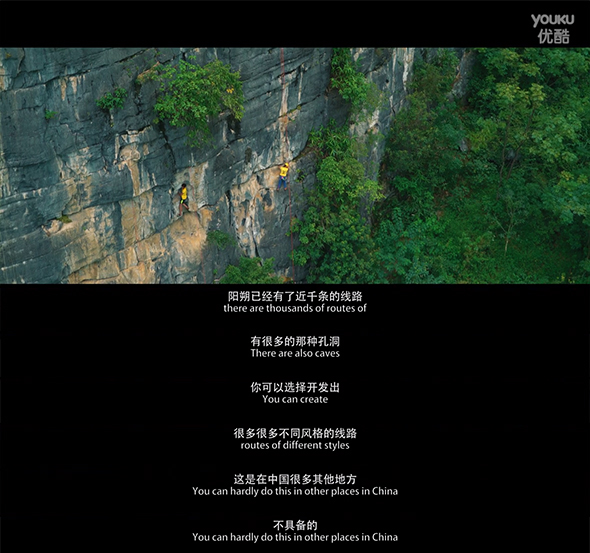 YOUKU
优酷
阳朔已经有了近千条的线路
there are thousands of routes of
有很多的那种孔洞
There are also caves
你可以选择开发出
You can create
很多很多不同风格的线路
routes of different styles
这是在中国很多其他地方
You can hardly do this in other places in China
不具备的
You can hardly do this in other places in China